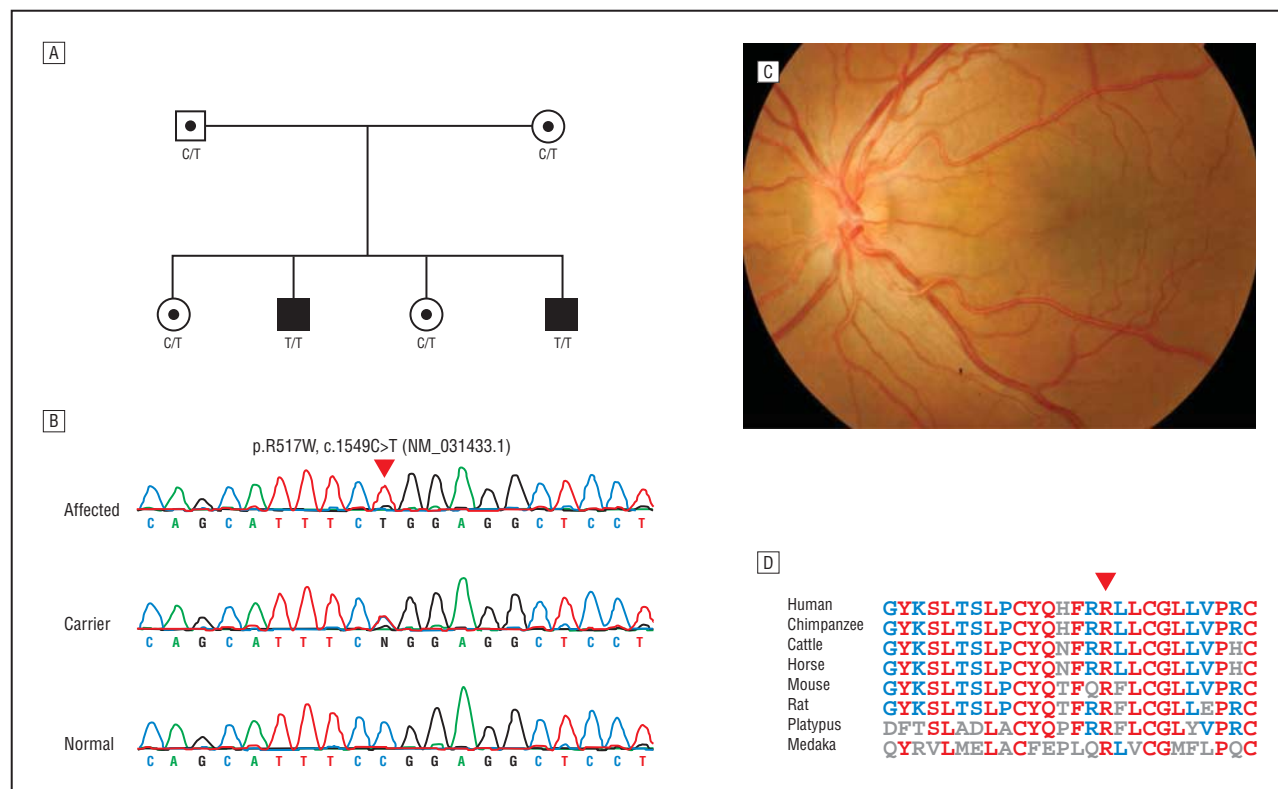 A
C/T
C/T
C/T
T/T
C/T
T/T
B
p.R517W, c.1549C>T (NM_031433.1)
Affected
C A G C A T T T C T G G A G G C T C C T
Carrier
C A G C A T T T C N G G A G G C T C C T
Normal
C A G C A T T T C C G G A G G C T C C T
C
D
Human GYKSLTSLPCYQHFRRLLCGLLVPRC
Chimpanzee GYKSLTSLPCYQHFRRLLCGLLVPRC
Cattle GYKSLTSLPCYQNFRRLLCGLLVPHC
Horse GYKSLTSLPCYQNFRRLLCGLLVPHC
Mouse GYKSLTSLPCYQTFQRFLCGLLVPRC
Rat GYKSLTSLPCYQTFRRFLCGLLEPRC
Platypus DFTSLADLACYQPFRRFLCGLYVPRC
Medaka QYRVLMELACFEPLQRLVCGMFLPQC